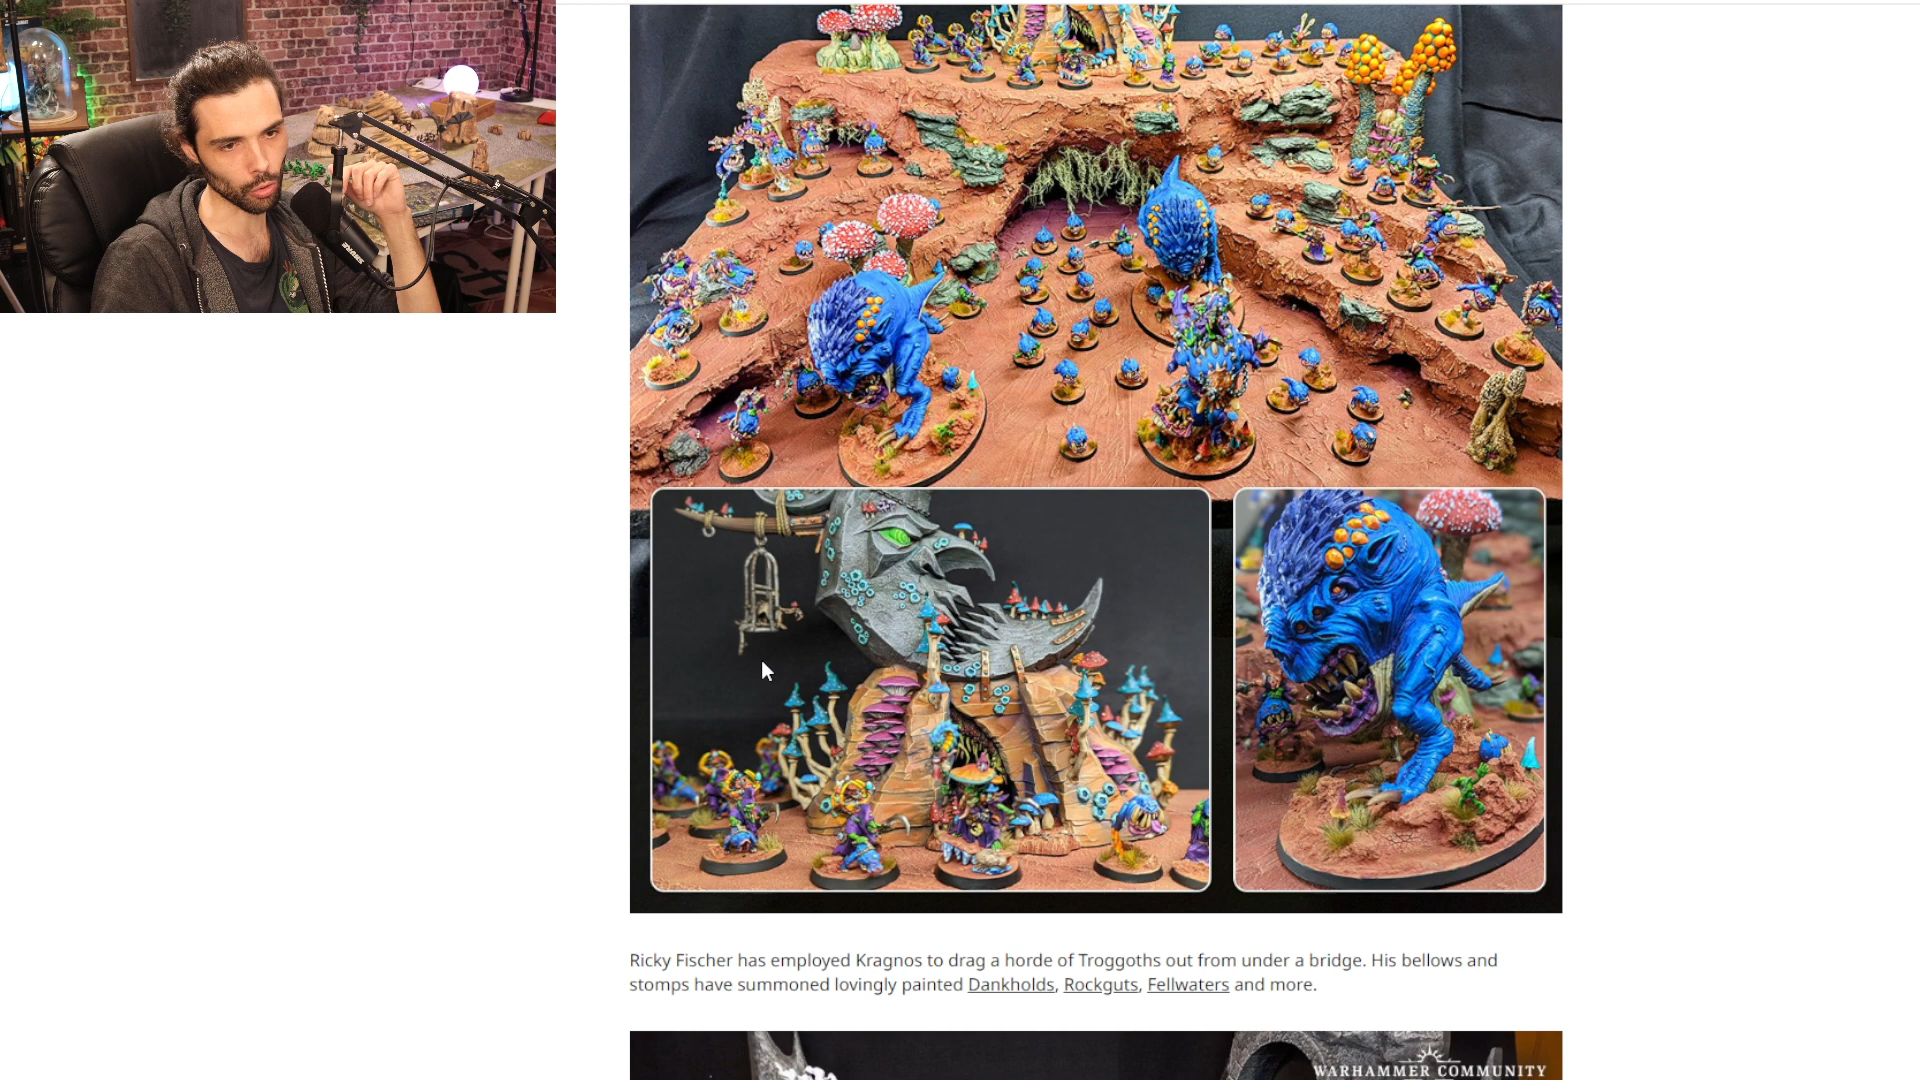 Ricky Fischer has employed Kragnos to drag a horde of Troggoths out from under a bridge. His bellows and
stomps have summoned lovingly painted Dankholds, Rockguts, Fellwaters and more.
WARHAMMER COMMUNITY